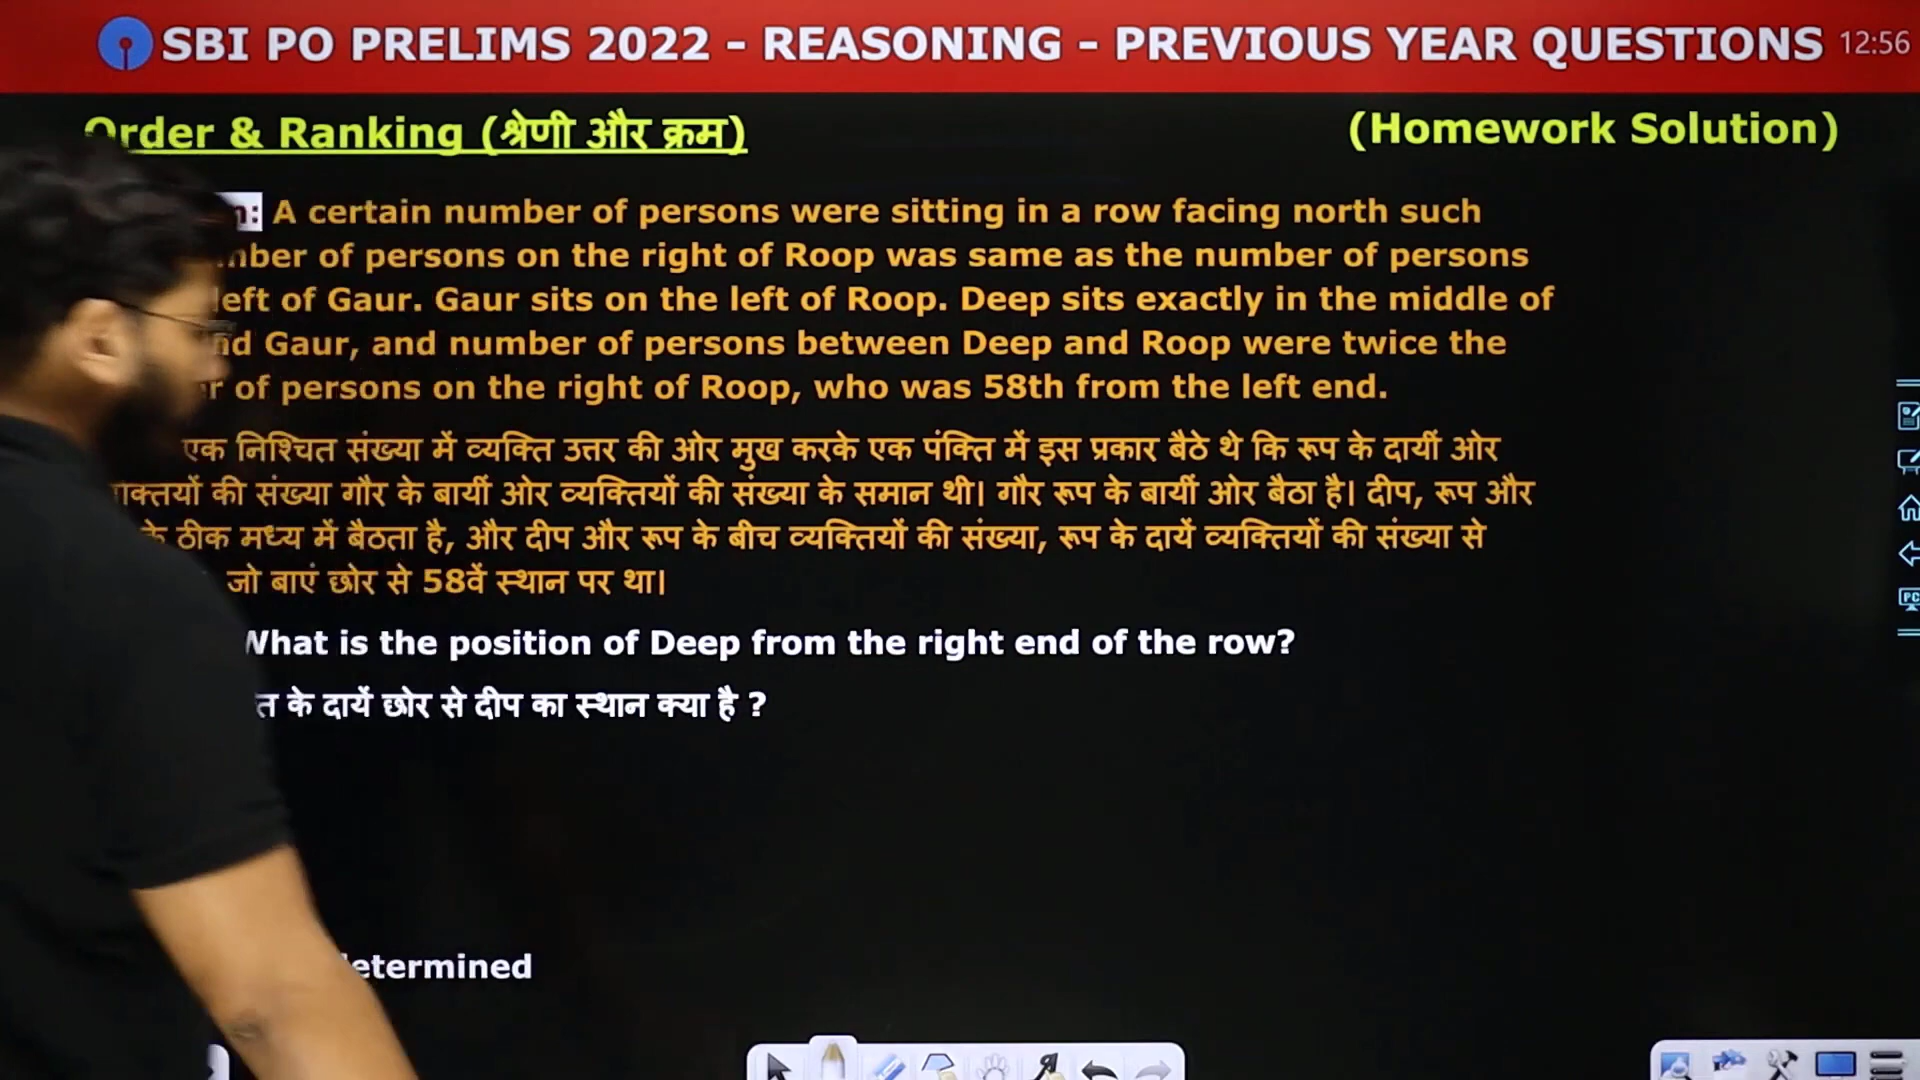 SBI PO PRELIMS 2022 - REASONING - PREVIOUS YEAR QUESTIONS 12:56
Order & Ranking (श्रेणी और क्रम)
(Homework Solution)
A certain number of persons were sitting in a row facing north such
of persons on the right of Roop was same as the number of persons
left of Gaur. Gaur sits on the left of Roop. Deep sits exactly in the middle of
Gaur, and number of persons between Deep and Roop were twice the
of persons on the right of Roop, who was 58th from the left end.
एक निश्चित संख्या में व्यक्ति उत्तर की ओर मुख करके एक पंक्ति में इस प्रकार बैठे थे कि रूप के दायीं ओर
की संख्या गौर के बायीं ओर व्यक्तियों की संख्या के समान थी। गौर रूप के बायीं ओर बैठा है। दीप, रूप और
के ठीक मध्य में बैठता है, और दीप और रूप के बीच व्यक्तियों की संख्या, रूप के दायें व्यक्तियों की संख्या से
जो बाएं छोर से 58वें स्थान पर था।
What is the position of Deep from the right end of the row?
के दायें छोर से दीप का स्थान क्या है ?
determined
PC